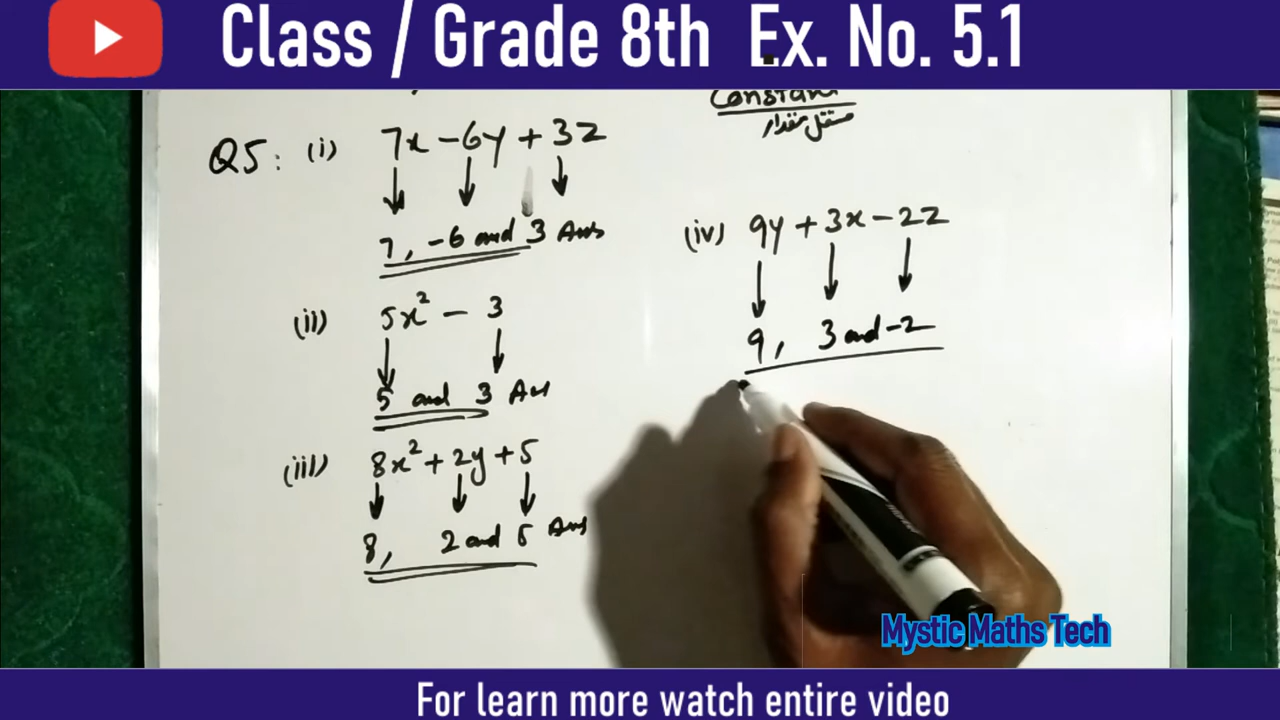 Class / Grade 8th Ex. No. 5.1
Constant
مستقل مقدار
Q5: (i) 7x - 6y + 3z
7, -6 and 3 Ans
(ii) 5x² - 3
5 and 3 Ans
(iii) 8x² + 2y + 5
8, 2 and 5 Ans
(iv) 9y + 3x - 2z
9, 3 and -2
Mystic Maths Tech
For learn more watch entire video